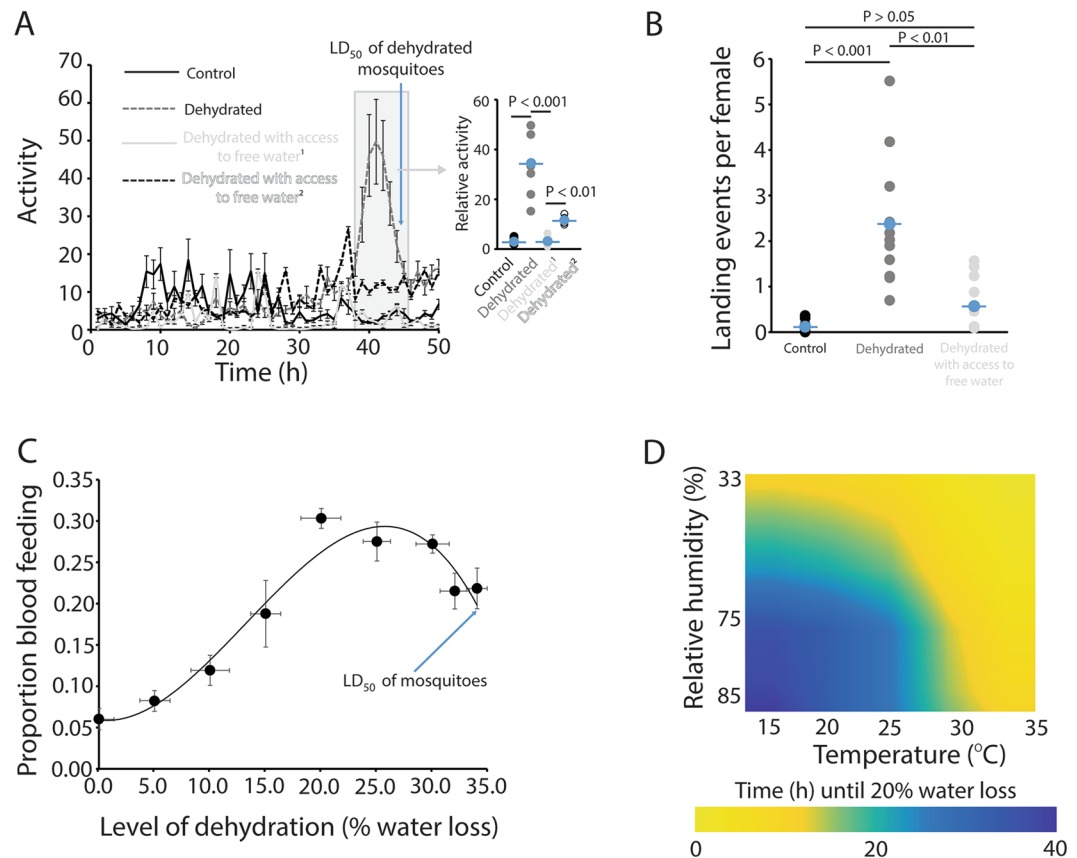 A
LD50 of dehydrated
mosquitoes
Control
Dehydrated
Dehydrated with access
to free water1
Dehydrated with access
to free water2
Activity
70
60
50
40
30
20
10
0
0 10 20 30 40 50
Time (h)
Relative activity
60
40
20
0
P < 0.001
P < 0.01
Control
Dehydrated
Dehydrated1
Dehydrated2
B
P > 0.05
P < 0.001
P < 0.01
Landing events per female
6
5
4
3
2
1
0
Control
Dehydrated
Dehydrated
with access to
free water
C
Proportion blood feeding
0.35
0.30
0.25
0.20
0.15
0.10
0.05
0.00
0.0 5.0 10.0 15.0 20.0 25.0 30.0 35.0
LD50 of mosquitoes
Level of dehydration (% water loss)
D
Relative humidity (%)
33
75
85
15 20 25 30 35
Temperature (°C)
Time (h) until 20% water loss
0 20 40